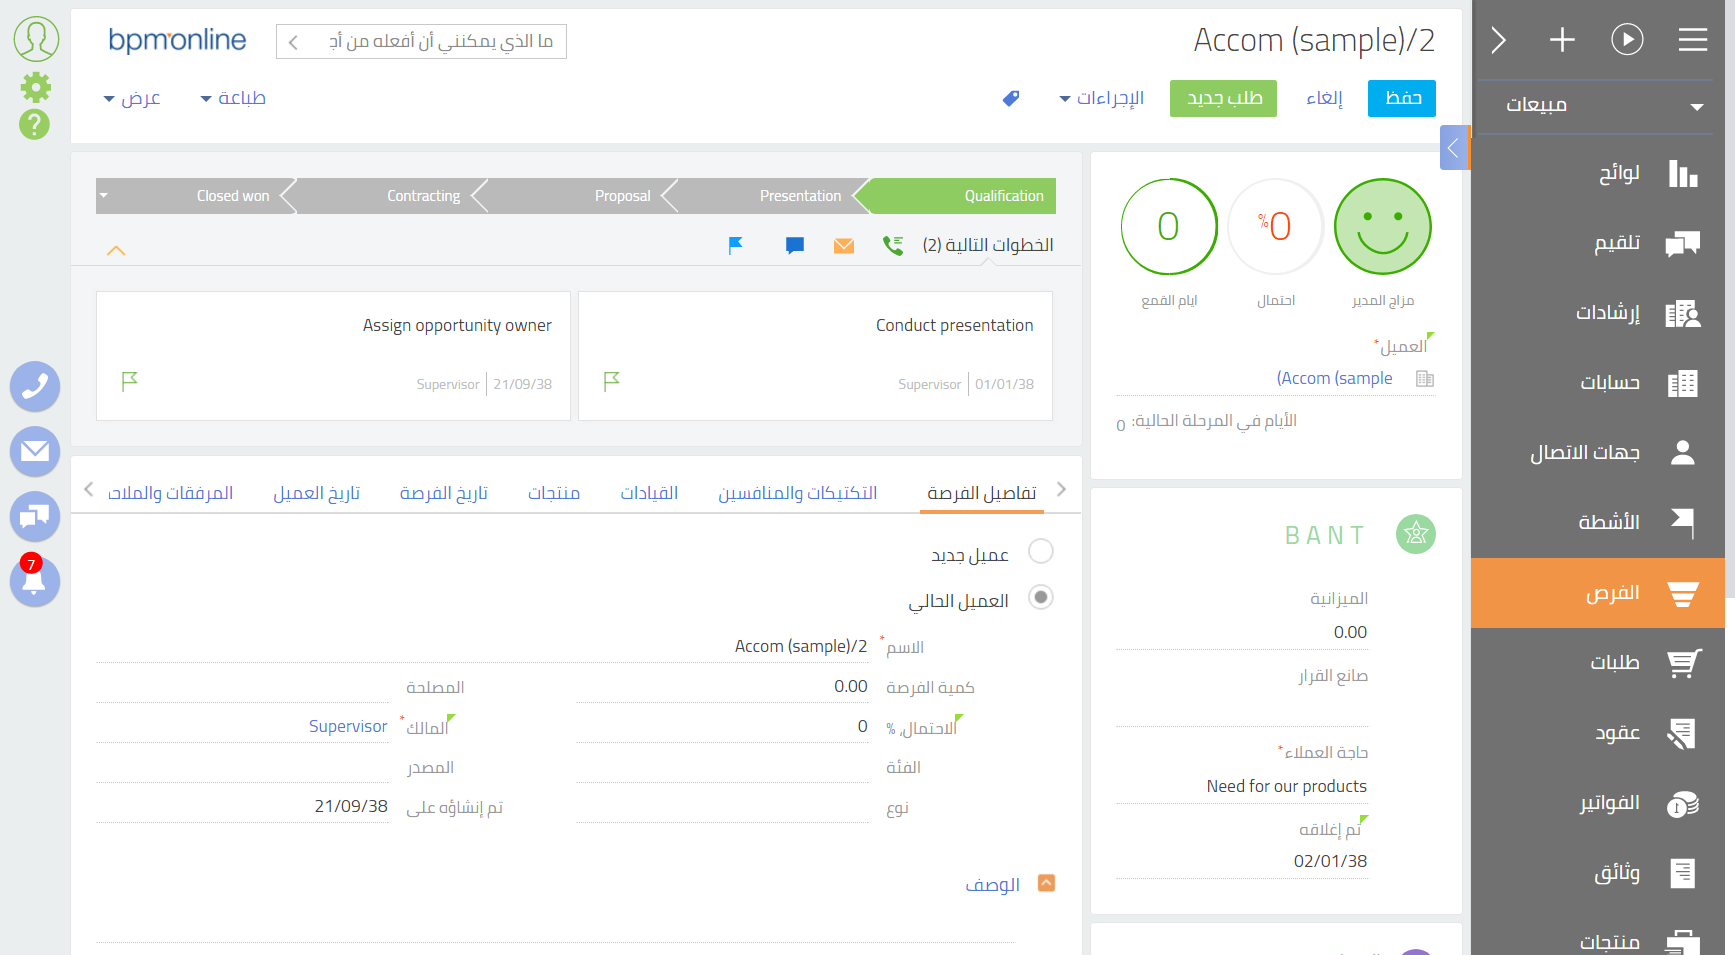 Accom (sample)/2
ما الذي يمكنني أن أفعله من أج
bpm'online
حفظ
إلغاء
طلب جديد
الإجراءات
طباعة
عرض
مبيعات
لوائح
تلقيم
إرشادات
حسابات
جهات الاتصال
الأشطة
الفرص
طلبات
عقود
الفواتير
وثائق
منتجات
0
%0
مزاج المدير
احتمال
ايام القمع
العميل*
(Accom (sample
الأيام في المرحلة الحالية: 0
BANT
الميزانية
0.00
صانع القرار
حاجة العملاء*
Need for our products
تم إغلاقه
02/01/38
Qualification
Presentation
Proposal
Contracting
Closed won
الخطوات التالية (2)
Conduct presentation
01/01/38
Supervisor
Assign opportunity owner
21/09/38
Supervisor
تفاصيل الفرصة
التكتيكات والمنافسين
القيادات
منتجات
تاريخ الفرصة
تاريخ العميل
المرفقات والملاحد
عميل جديد
العميل الحالي
الاسم*
Accom (sample)/2
كمية الفرصة
0.00
المصلحة
الاحتمال، %
0
المالك*
Supervisor
الفئة
المصدر
نوع
تم إنشاؤه على
21/09/38
الوصف
7